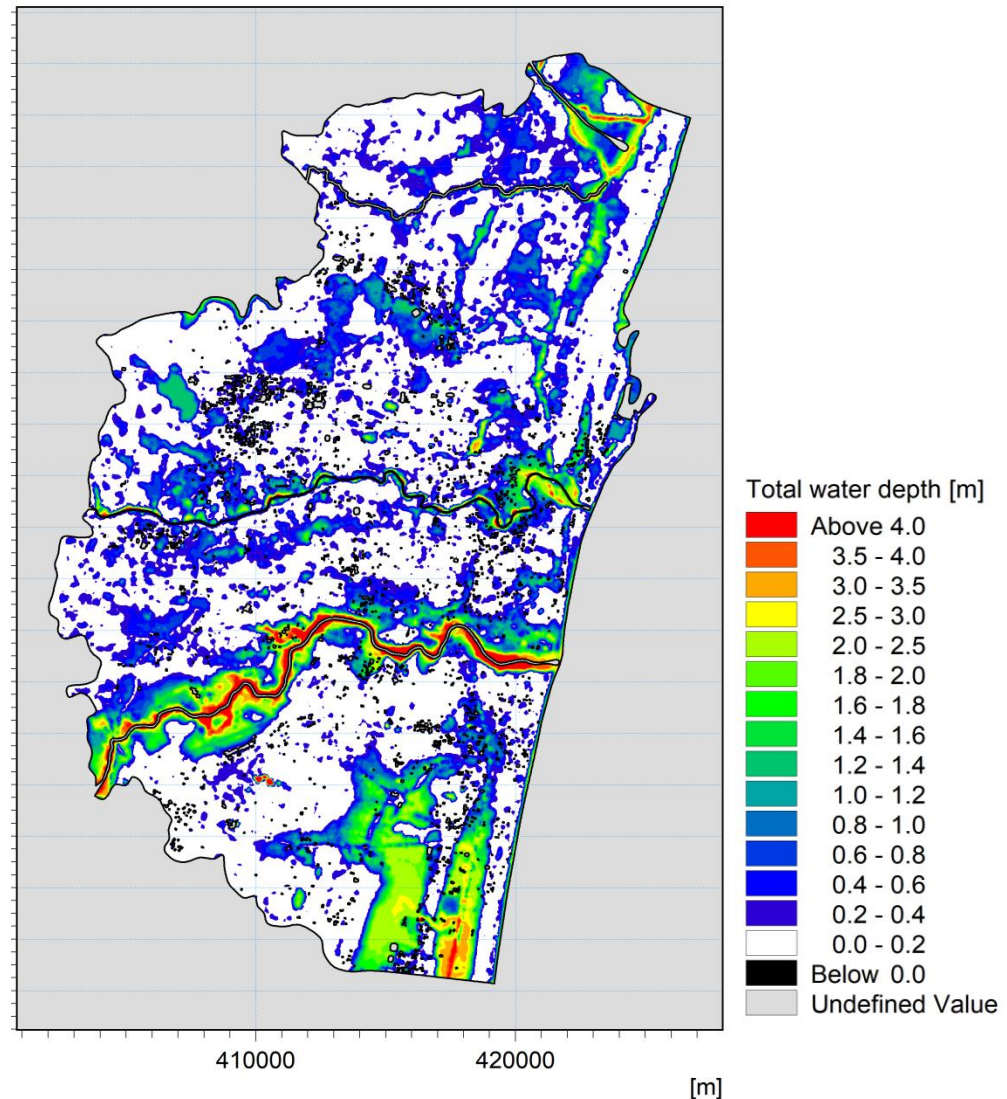 Total water depth [m]
Above 4.0
3.5 - 4.0
3.0 - 3.5
2.5 - 3.0
2.0 - 2.5
1.8 - 2.0
1.6 - 1.8
1.4 - 1.6
1.2 - 1.4
1.0 - 1.2
0.8 - 1.0
0.6 - 0.8
0.4 - 0.6
0.2 - 0.4
0.0 - 0.2
Below 0.0
Undefined Value
410000 420000
[m]